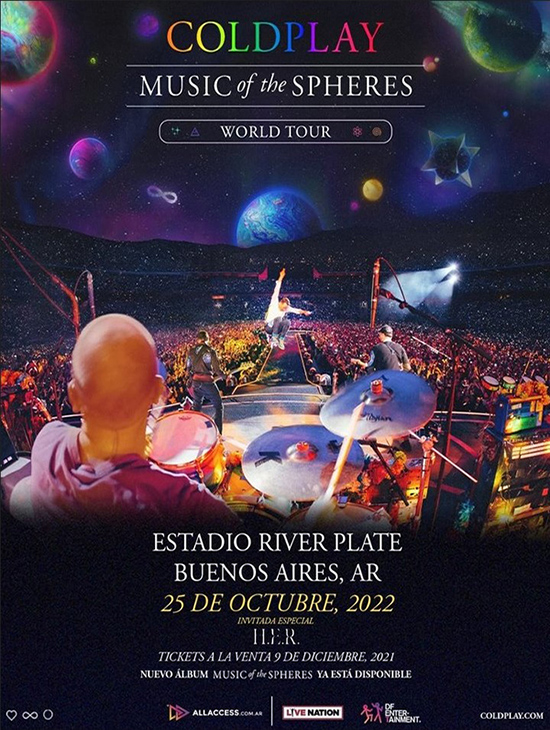 COLDPLAY
MUSIC of the SPHERES
WORLD TOUR
ESTADIO RIVER PLATE
BUENOS AIRES, AR
25 DE OCTUBRE, 2022
INVITADA ESPECIAL
H.E.R.
TICKETS A LA VENTA 9 DE DICIEMBRE, 2021
NUEVO ÁLBUM MUSIC of the SPHERES YA ESTÁ DISPONIBLE
ALLACCESS.COM.AR
LIVE NATION
DF
ENTER-
TAINMENT.
COLDPLAY.COM